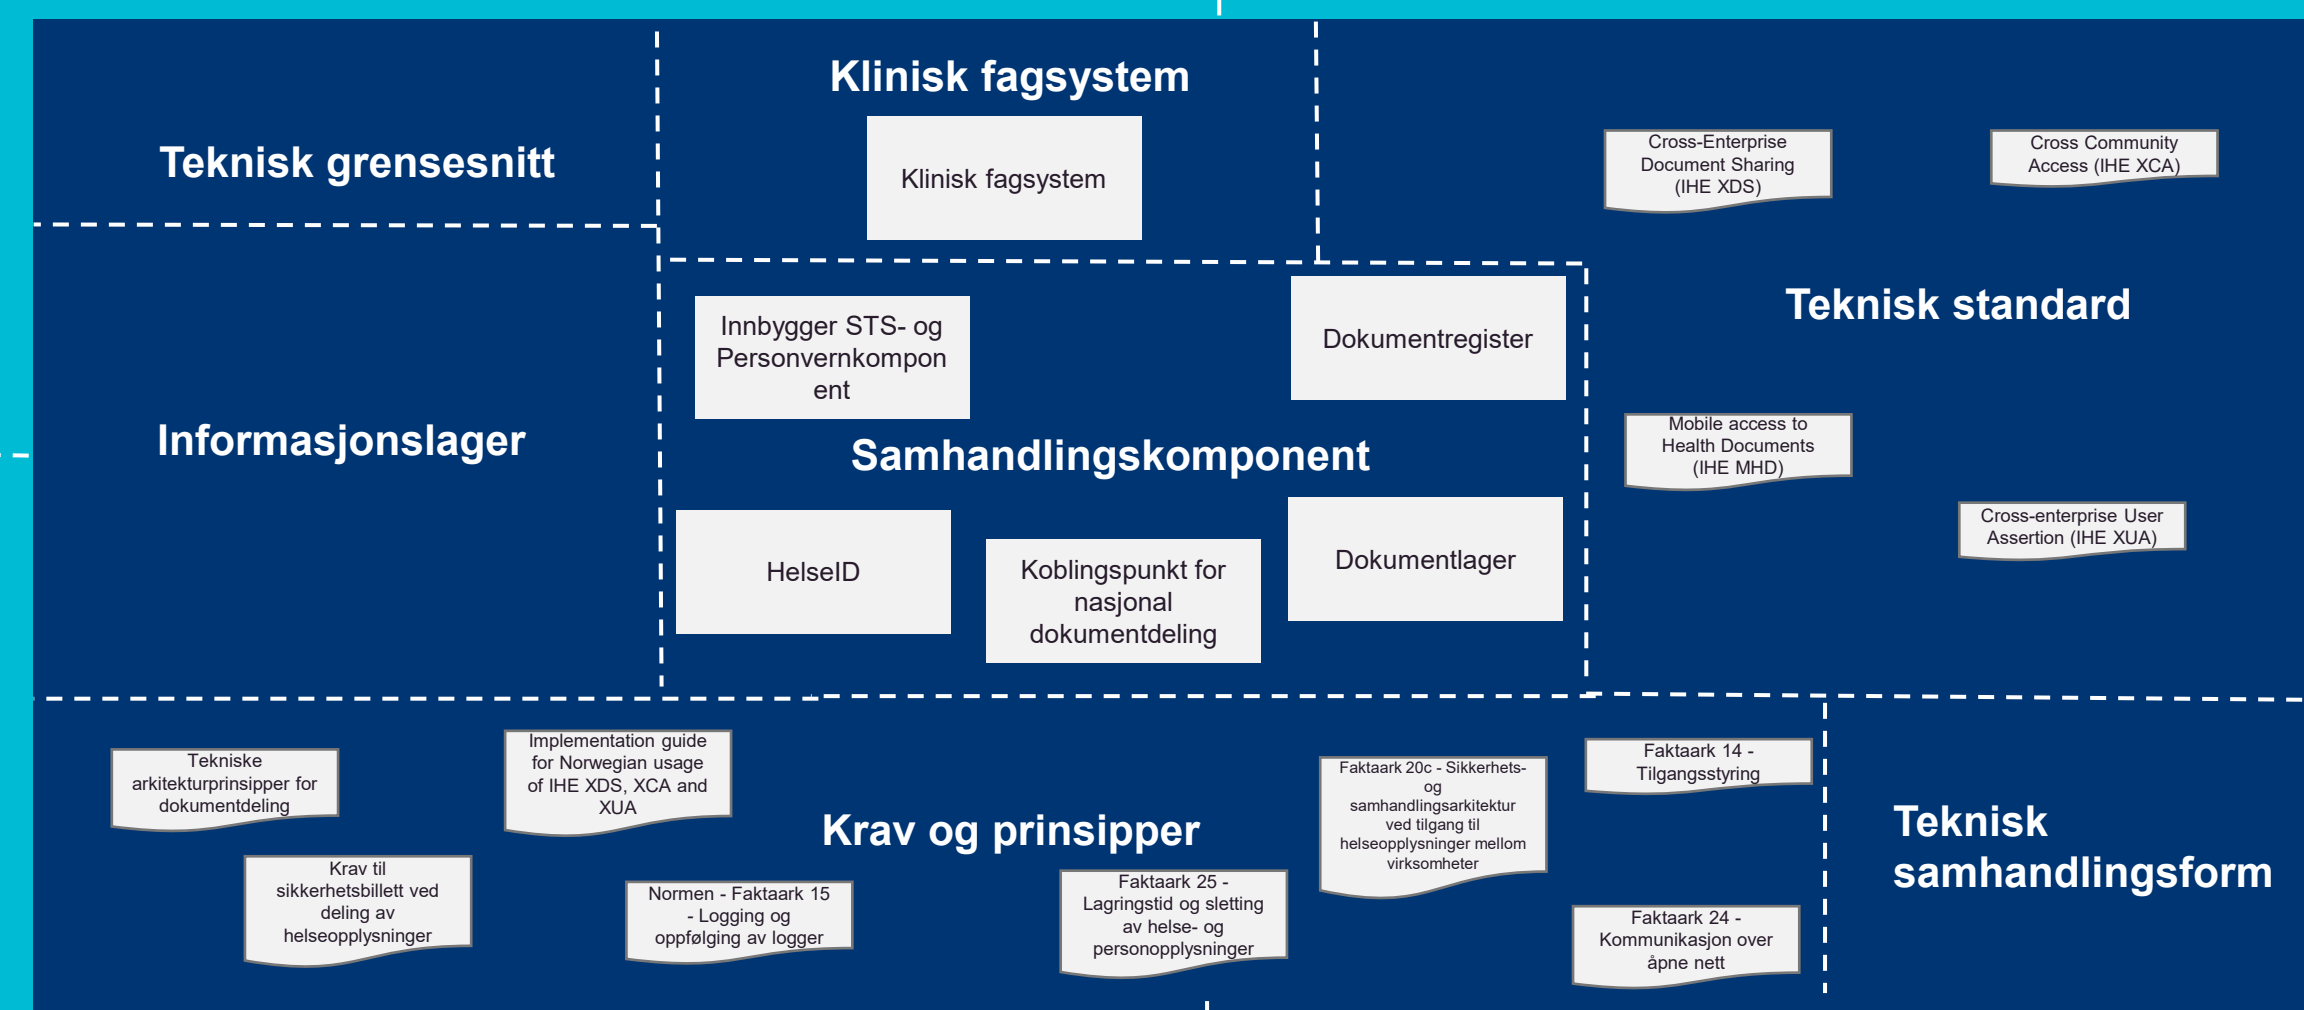 Teknisk grensesnitt
Klinisk fagsystem
Klinisk fagsystem
Cross-Enterprise
Document Sharing
(IHE XDS)
Cross Community
Access (IHE XCA)
Teknisk standard
Mobile access to
Health Documents
(IHE MHD)
Cross-enterprise User
Assertion (IHE XUA)
Informasjonslager
Innbygger STS- og
Personvernkompon
ent
Dokumentregister
Samhandlingskomponent
HelseID
Koblingspunkt for
nasjonal
dokumentdeling
Dokumentlager
Tekniske
arkitekturprinsipper for
dokumentdeling
Implementation guide
for Norwegian usage
of IHE XDS, XCA and
XUA
Krav til
sikkerhetsbillett ved
deling av
helseopplysninger
Normen - Faktaark 15
- Logging og
oppfølging av logger
Krav og prinsipper
Faktaark 25 -
Lagringstid og sletting
av helse- og
personopplysninger
Faktaark 20c - Sikkerhets-
og
samhandlingsarkitektur
ved tilgang til
helseopplysninger mellom
virksomheter
Faktaark 14 -
Tilgangsstyring
Faktaark 24 -
Kommunikasjon over
åpne nett
Teknisk
samhandlingsform